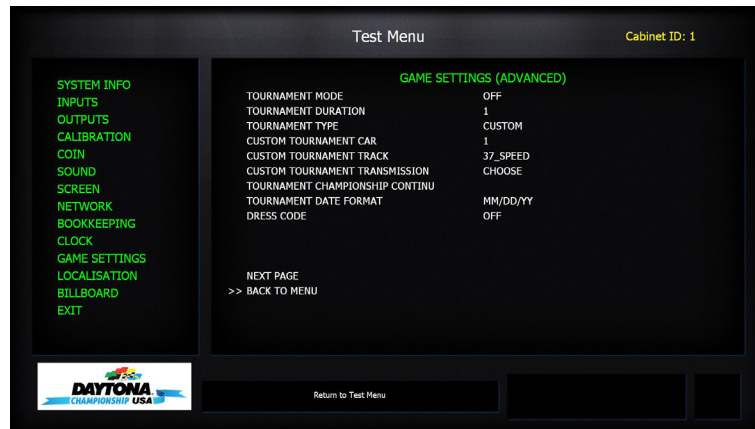 Test Menu
Cabinet ID: 1
SYSTEM INFO
INPUTS
OUTPUTS
CALIBRATION
COIN
SOUND
SCREEN
NETWORK
BOOKKEEPING
CLOCK
GAME SETTINGS
LOCALISATION
BILLBOARD
EXIT
GAME SETTINGS (ADVANCED)
TOURNAMENT MODE OFF
TOURNAMENT DURATION 1
TOURNAMENT TYPE CUSTOM
CUSTOM TOURNAMENT CAR 1
CUSTOM TOURNAMENT TRACK 37_SPEED
CUSTOM TOURNAMENT TRANSMISSION CHOOSE
TOURNAMENT CHAMPIONSHIP CONTINU
TOURNAMENT DATE FORMAT MM/DD/YY
DRESS CODE OFF
NEXT PAGE
>> BACK TO MENU
DAYTONA
CHAMPIONSHIP USA
Return to Test Menu